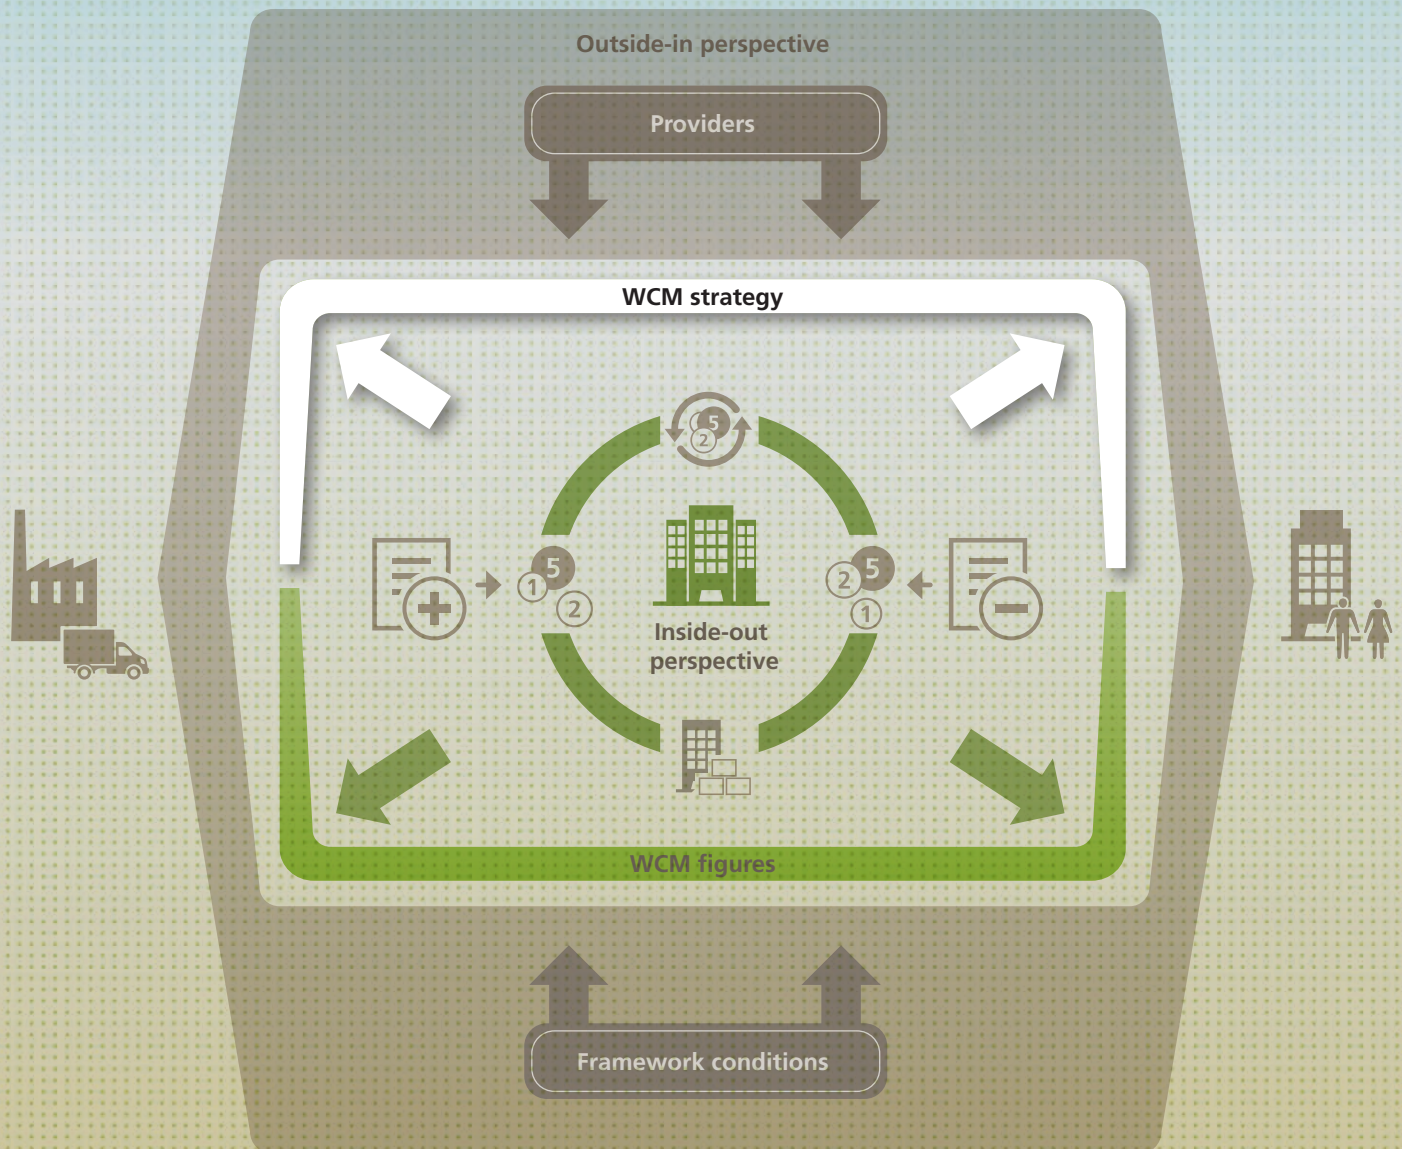 Outside-in perspective
Providers
WCM strategy
5
2
5
1
2
2
5
1
Inside-out
perspective
WCM figures
Framework conditions